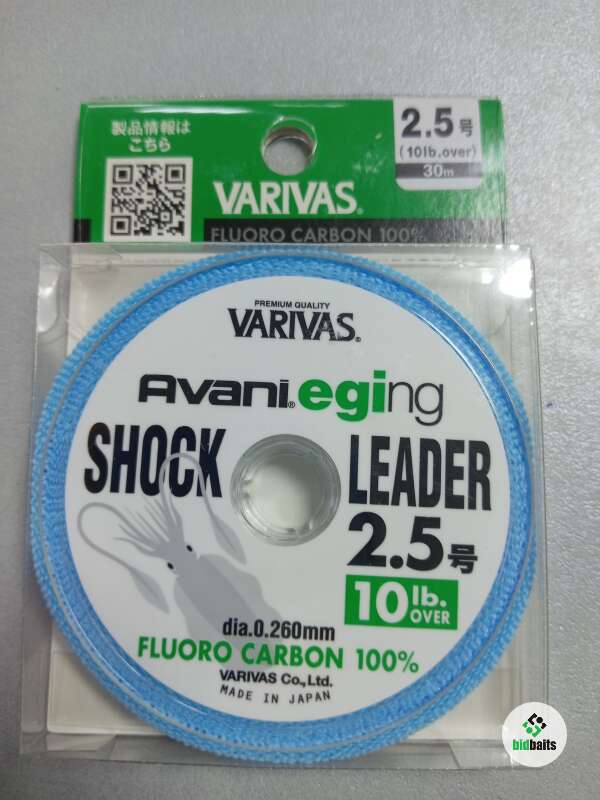 製品情報は
こちら
2.5号
(10lb.over)
30m
VARIVAS®
FLUORO CARBON 100%
PREMIUM QUALITY
VARIVAS®
Avani® eging
SHOCK LEADER
2.5号
10lb.
OVER
dia.0.260mm
FLUORO CARBON 100%
VARIVAS Co.,Ltd.
MADE IN JAPAN
bidbaits